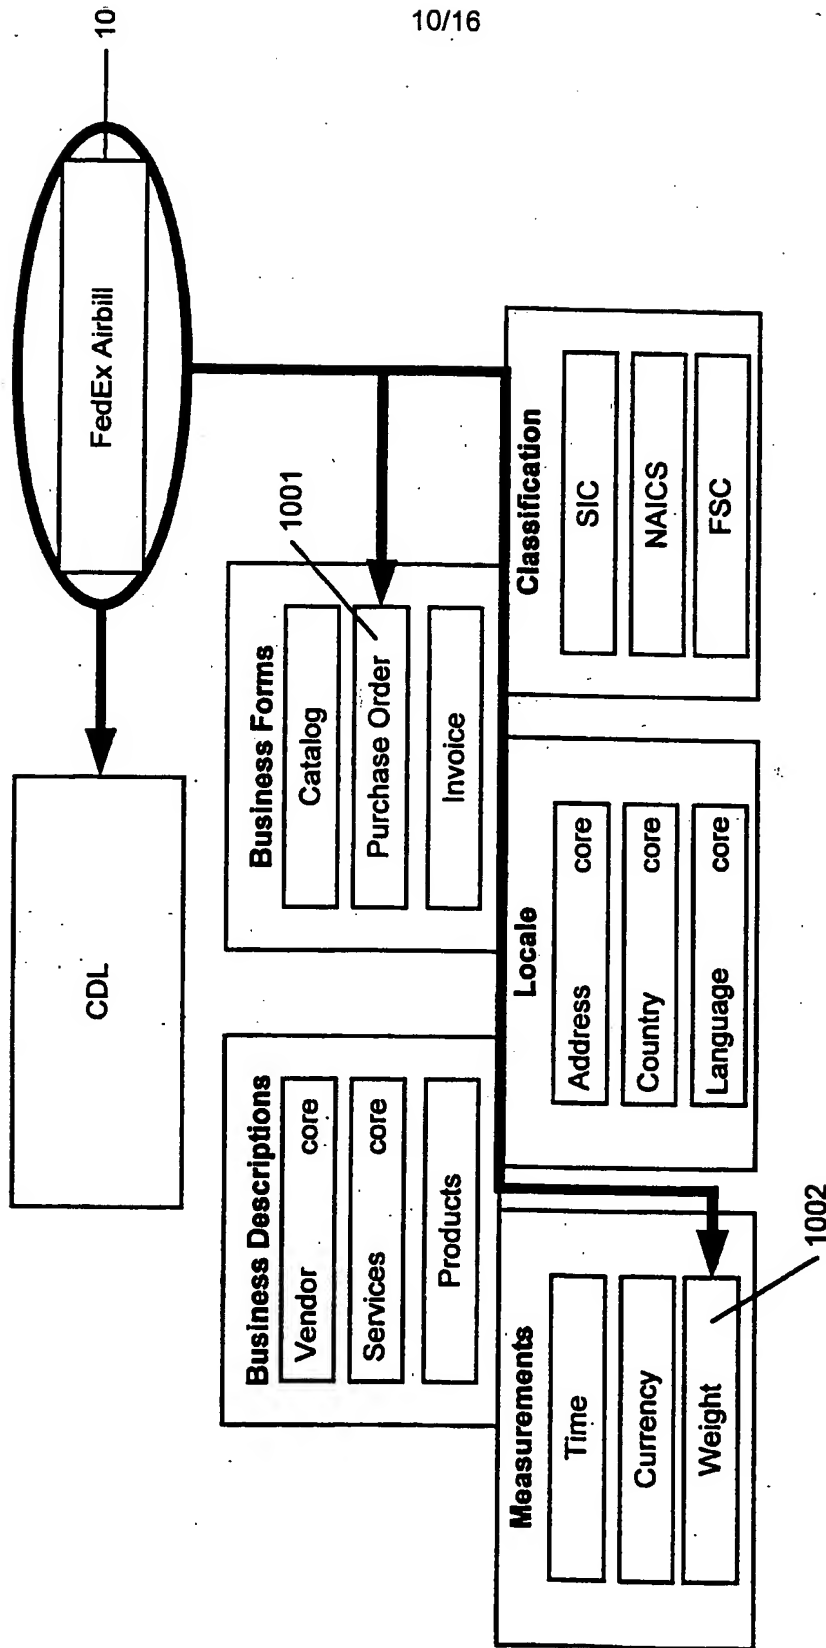 10/16
CDL
FedEx Airbill
10
Business Descriptions
Vendor core
Services core
Products
Business Forms
Catalog
Purchase Order
Invoice
1001
Measurements
Time
Currency
Weight
1002
Locale
Address core
Country core
Language core
Classification
SIC
NAICS
FSC